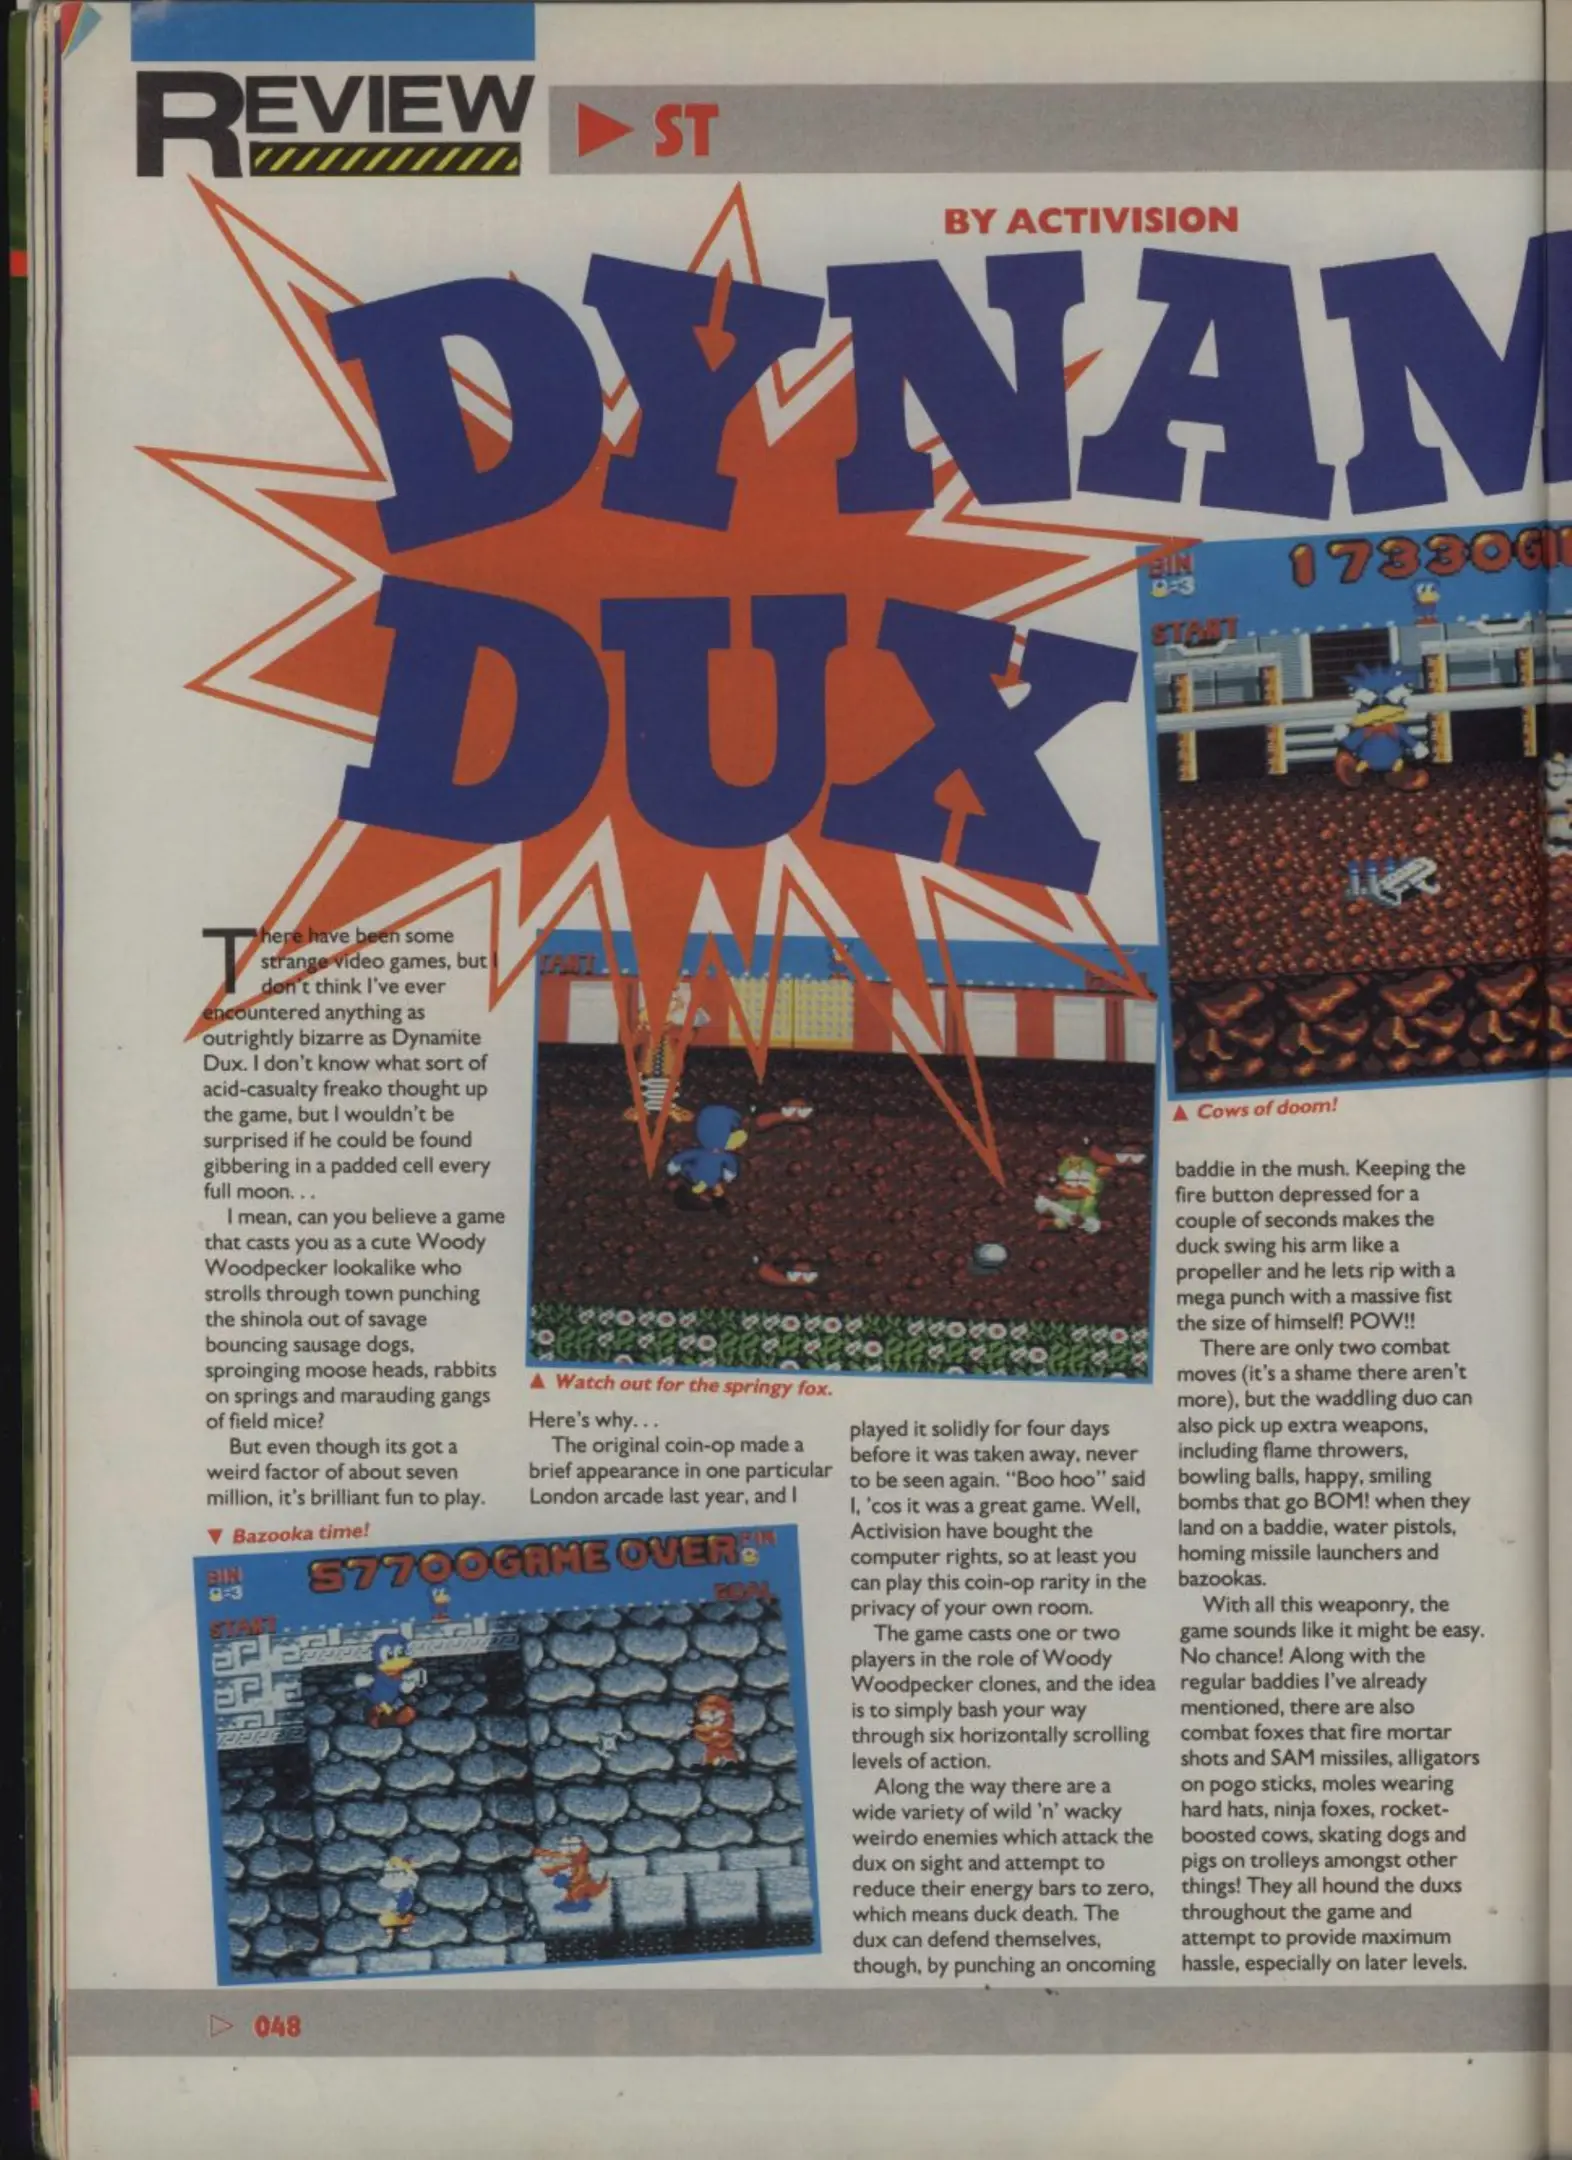 REVIEW
ST
BY ACTIVISION
DYNAM
DUX
There have been some
strange video games, but I
don't think I've ever
encountered anything as
outrightly bizarre as Dynamite
Dux. I don't know what sort of
acid-casualty freako thought up
the game, but I wouldn't be
surprised if he could be found
gibbering in a padded cell every
full moon...
I mean, can you believe a game
that casts you as a cute Woody
Woodpecker lookalike who
strolls through town punching
the shinola out of savage
bouncing sausage dogs,
sproinging moose heads, rabbits
on springs and marauding gangs
of field mice?
But even though its got a
weird factor of about seven
million, it's brilliant fun to play.
▼ Bazooka time!
BIN
=3
57700GAME OVER
BIN
START
GOAL
TART
▲ Watch out for the springy fox.
Here's why...
The original coin-op made a
brief appearance in one particular
London arcade last year, and I
played it solidly for four days
before it was taken away, never
to be seen again. "Boo hoo" said
I, 'cos it was a great game. Well,
Activision have bought the
computer rights, so at least you
can play this coin-op rarity in the
privacy of your own room.
The game casts one or two
players in the role of Woody
Woodpecker clones, and the idea
is to simply bash your way
through six horizontally scrolling
levels of action.
Along the way there are a
wide variety of wild 'n' wacky
weirdo enemies which attack the
dux on sight and attempt to
reduce their energy bars to zero,
which means duck death. The
dux can defend themselves,
though, by punching an oncoming
BIN
=3
17330G
START
▲ Cows of doom!
baddie in the mush. Keeping the
fire button depressed for a
couple of seconds makes the
duck swing his arm like a
propeller and he lets rip with a
mega punch with a massive fist
the size of himself! POW!!
There are only two combat
moves (it's a shame there aren't
more), but the waddling duo can
also pick up extra weapons,
including flame throwers,
bowling balls, happy, smiling
bombs that go BOM! when they
land on a baddie, water pistols,
homing missile launchers and
bazookas.
With all this weaponry, the
game sounds like it might be easy.
No chance! Along with the
regular baddies I've already
mentioned, there are also
combat foxes that fire mortar
shots and SAM missiles, alligators
on pogo sticks, moles wearing
hard hats, ninja foxes, rocket-
boosted cows, skating dogs and
pigs on trolleys amongst other
things! They all hound the duxs
throughout the game and
attempt to provide maximum
hassle, especially on later levels.
048